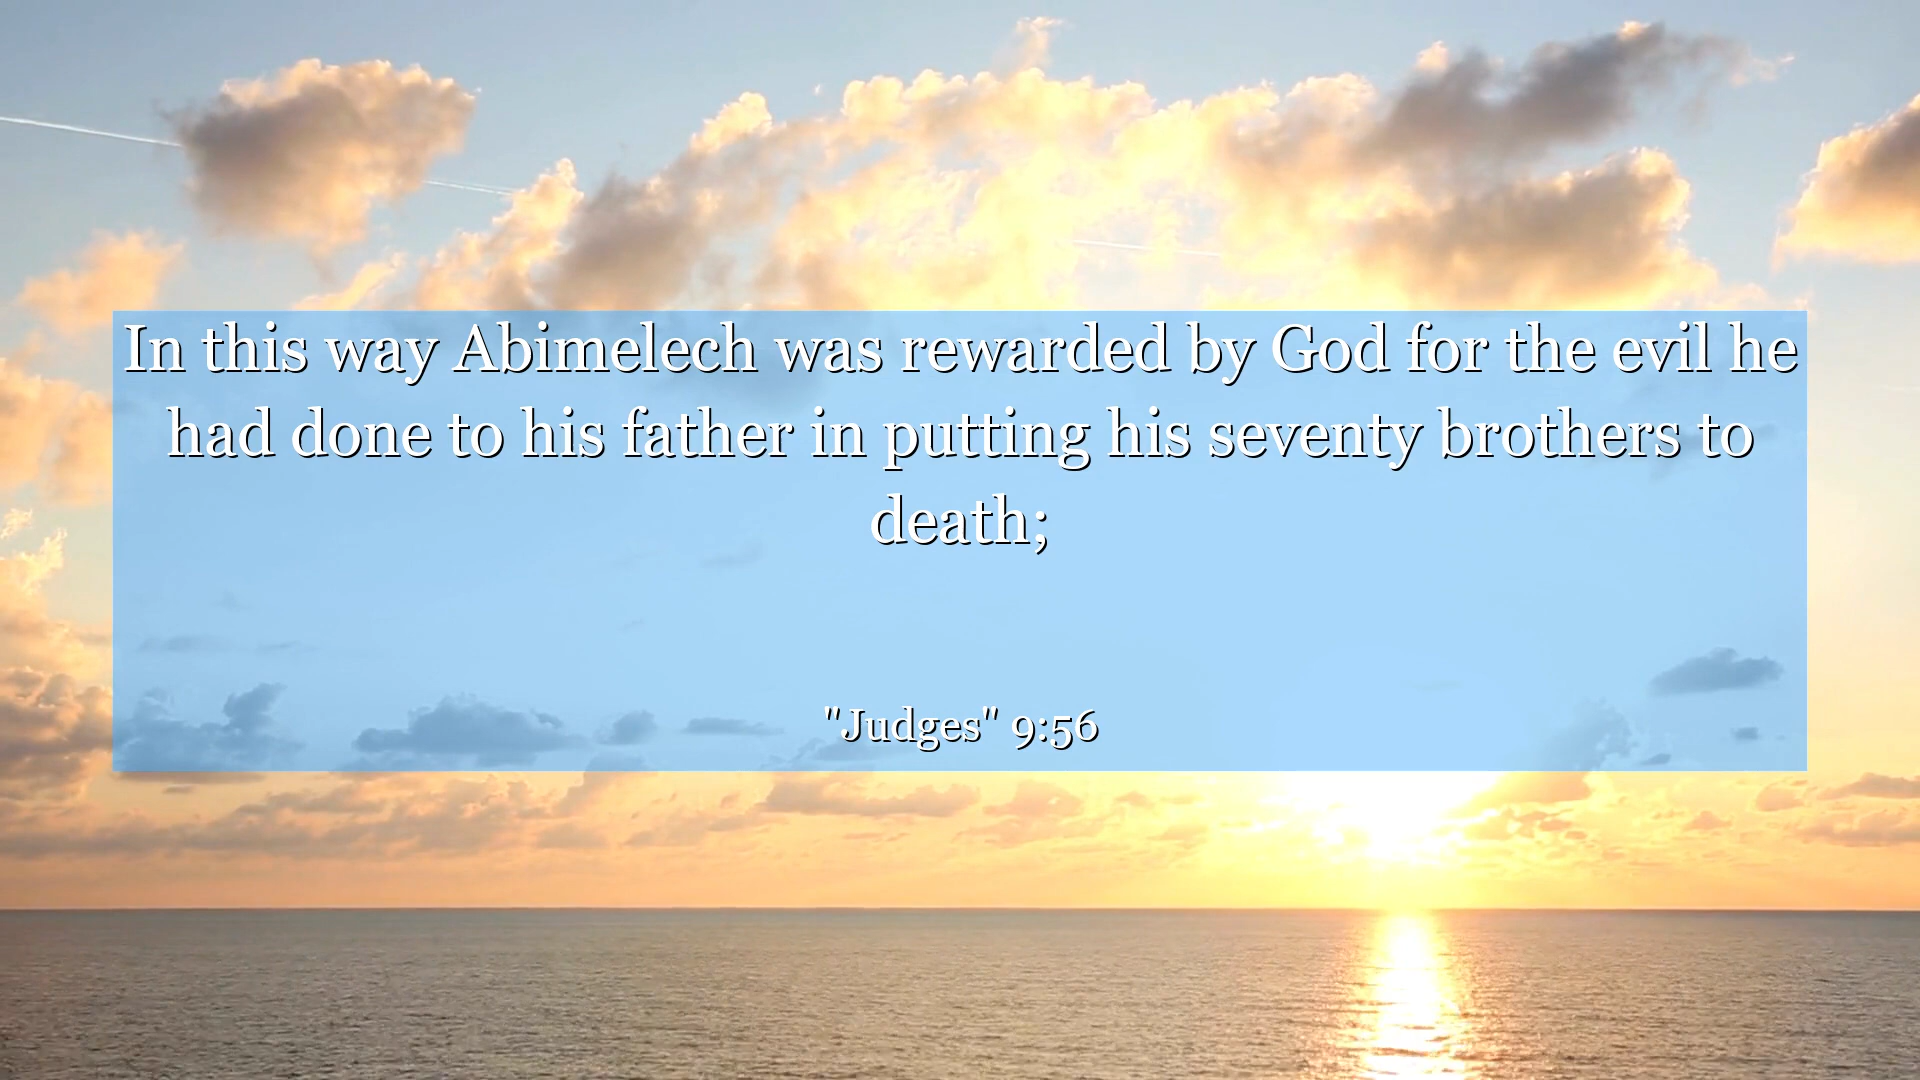 In this way Abimelech was rewarded by God for the evil he
had done to his father in putting his seventy brothers to
death;
"Judges" 9:56